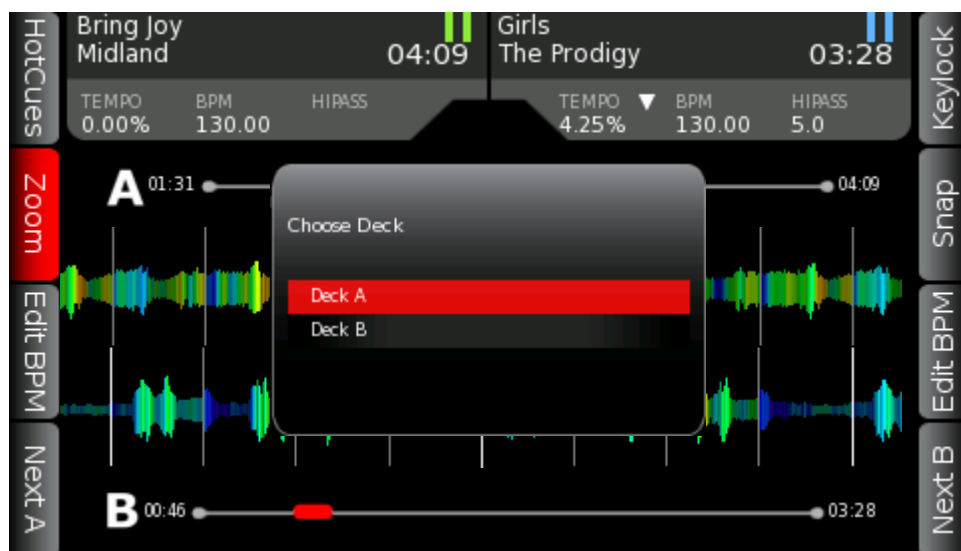 HotCues
Zoom
Edit BPM
Next A
Bring Joy
Midland
04:09
TEMPO BPM HIPASS
0.00% 130.00
Girls
The Prodigy
03:28
TEMPO BPM HIPASS
4.25% 130.00 5.0
A 01:31 04:09
Choose Deck
Deck A
Deck B
B 00:46 03:28
Keylock
Snap
Edit BPM
Next B